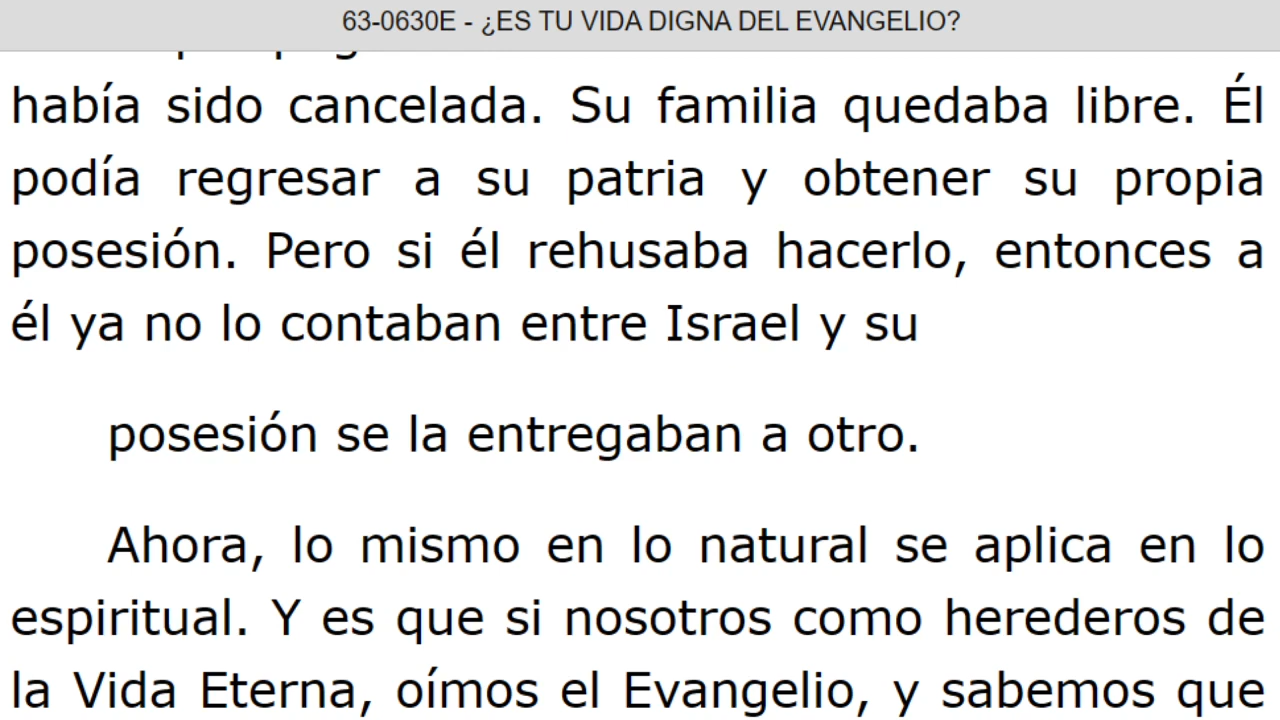 63-0630E - ¿ES TU VIDA DIGNA DEL EVANGELIO?
había sido cancelada. Su familia quedaba libre. Él
podía regresar a su patria y obtener su propia
posesión. Pero si él rehusaba hacerlo, entonces a
él ya no lo contaban entre Israel y su
posesión se la entregaban a otro.
Ahora, lo mismo en lo natural se aplica en lo
espiritual. Y es que si nosotros como herederos de
la Vida Eterna, oímos el Evangelio, y sabemos que